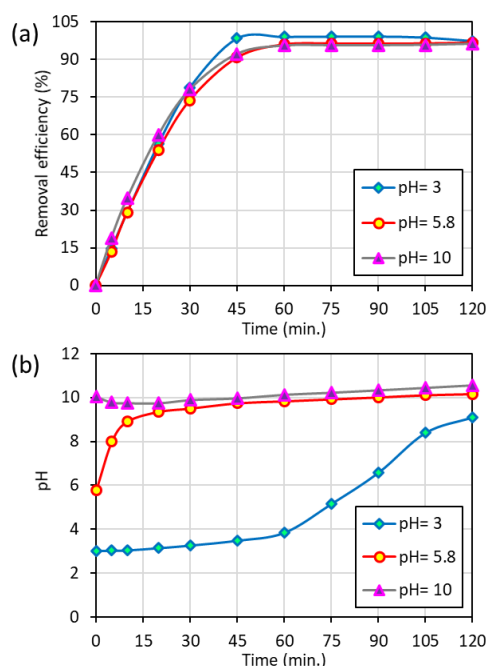 (a)
Removal efficiency (%)
105
90
75
60
45
30
15
0
pH= 3
pH= 5.8
pH= 10
0 15 30 45 60 75 90 105 120
Time (min.)
(b)
pH
12
10
8
6
4
2
0
pH= 3
pH= 5.8
pH= 10
0 15 30 45 60 75 90 105 120
Time (min.)